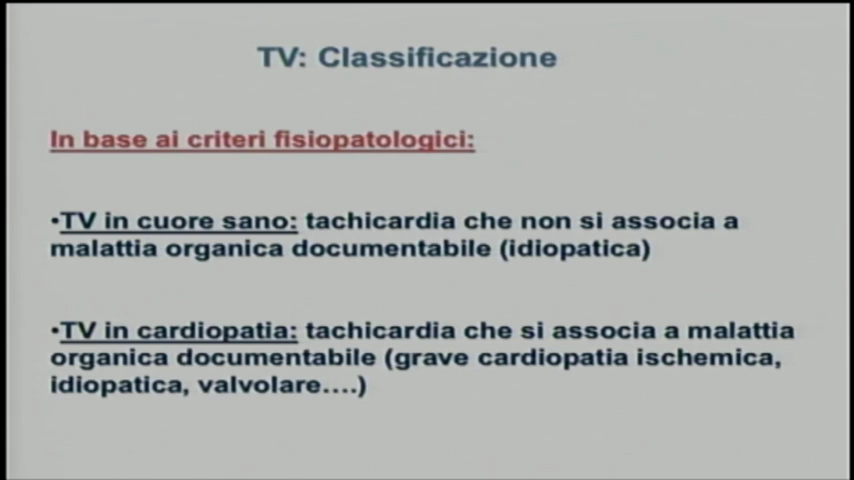 TV: Classificazione
In base ai criteri fisiopatologici:
•TV in cuore sano: tachicardia che non si associa a
malattia organica documentabile (idiopatica)
•TV in cardiopatia: tachicardia che si associa a malattia
organica documentabile (grave cardiopatia ischemica,
idiopatica, valvolare….)